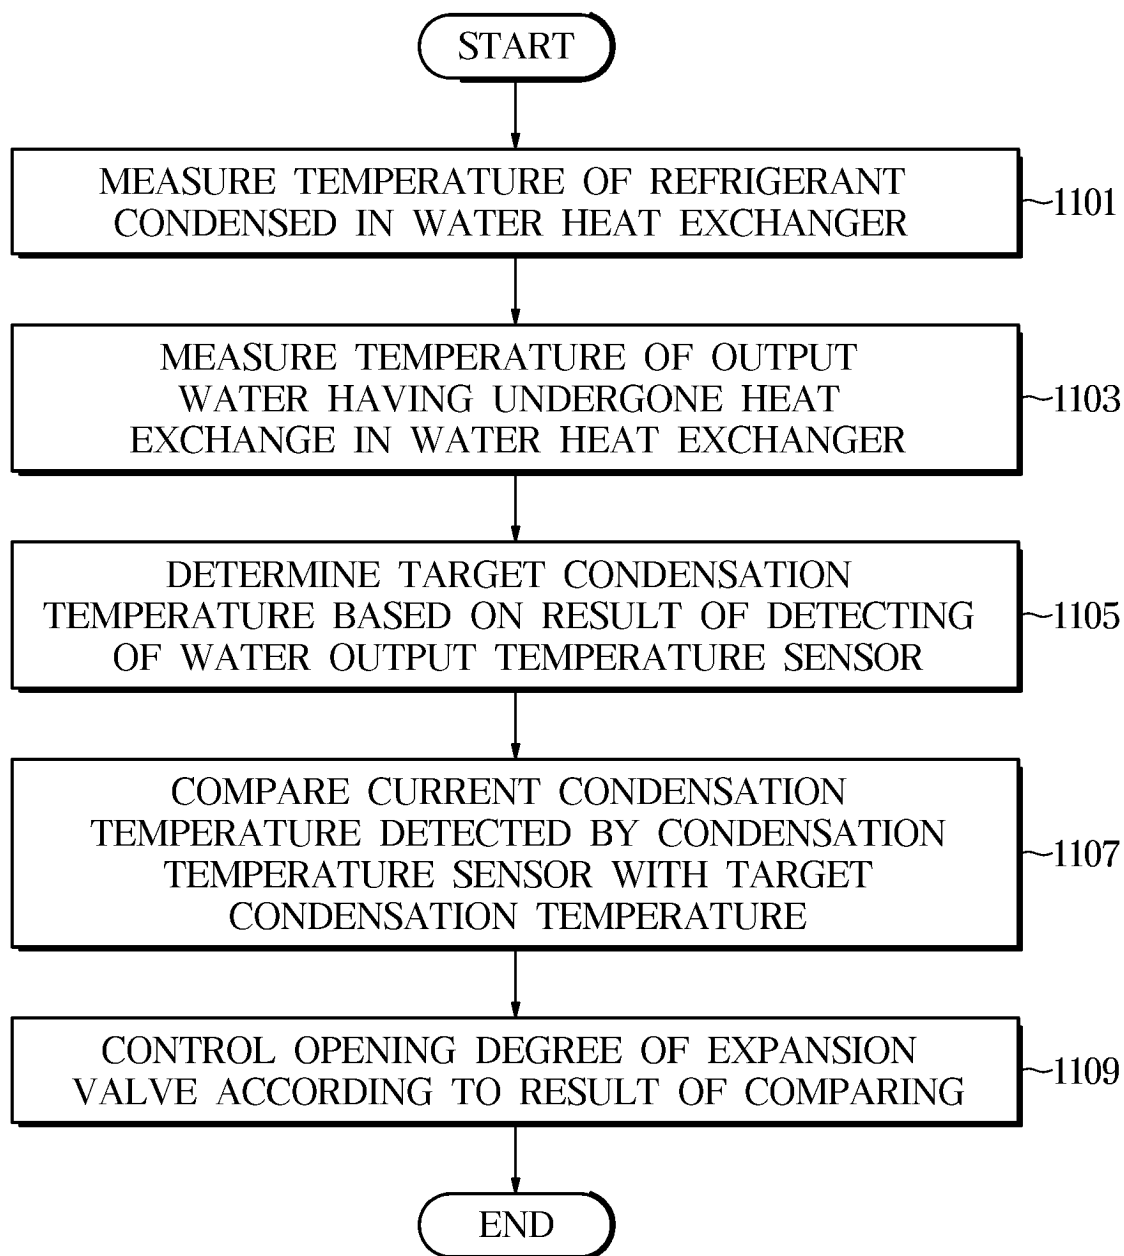 START
MEASURE TEMPERATURE OF REFRIGERANT
CONDENSED IN WATER HEAT EXCHANGER
1101
MEASURE TEMPERATURE OF OUTPUT
WATER HAVING UNDERGONE HEAT
EXCHANGE IN WATER HEAT EXCHANGER
1103
DETERMINE TARGET CONDENSATION
TEMPERATURE BASED ON RESULT OF DETECTING
OF WATER OUTPUT TEMPERATURE SENSOR
1105
COMPARE CURRENT CONDENSATION
TEMPERATURE DETECTED BY CONDENSATION
TEMPERATURE SENSOR WITH TARGET
CONDENSATION TEMPERATURE
1107
CONTROL OPENING DEGREE OF EXPANSION
VALVE ACCORDING TO RESULT OF COMPARING
1109
END